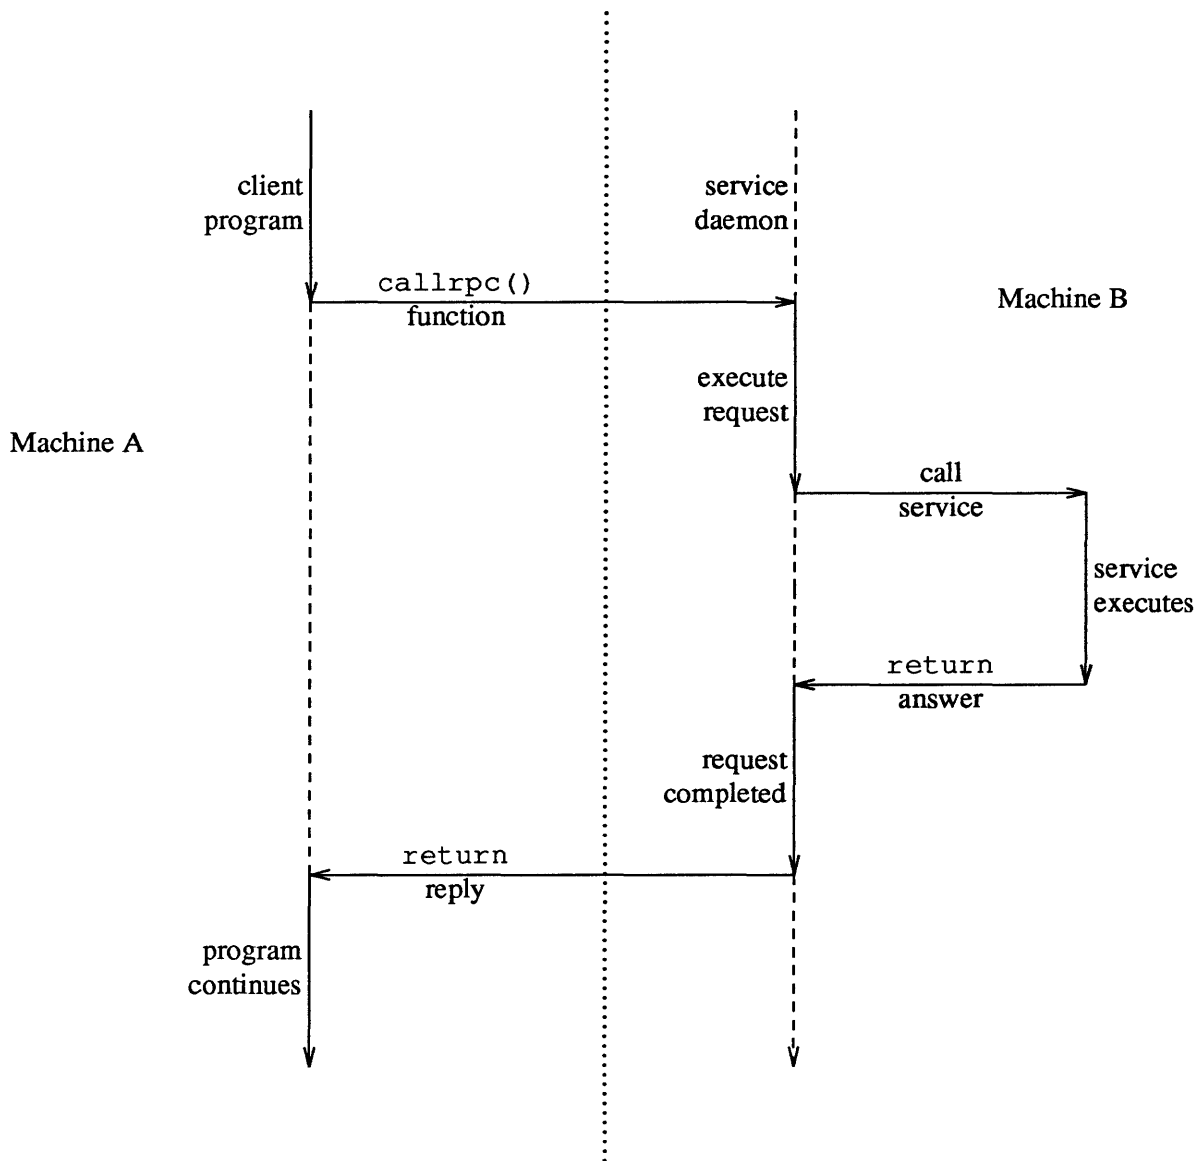 client
program
service
daemon
callrpc()
function
Machine B
execute
request
Machine A
call
service
service
executes
return
answer
request
completed
return
reply
program
continues